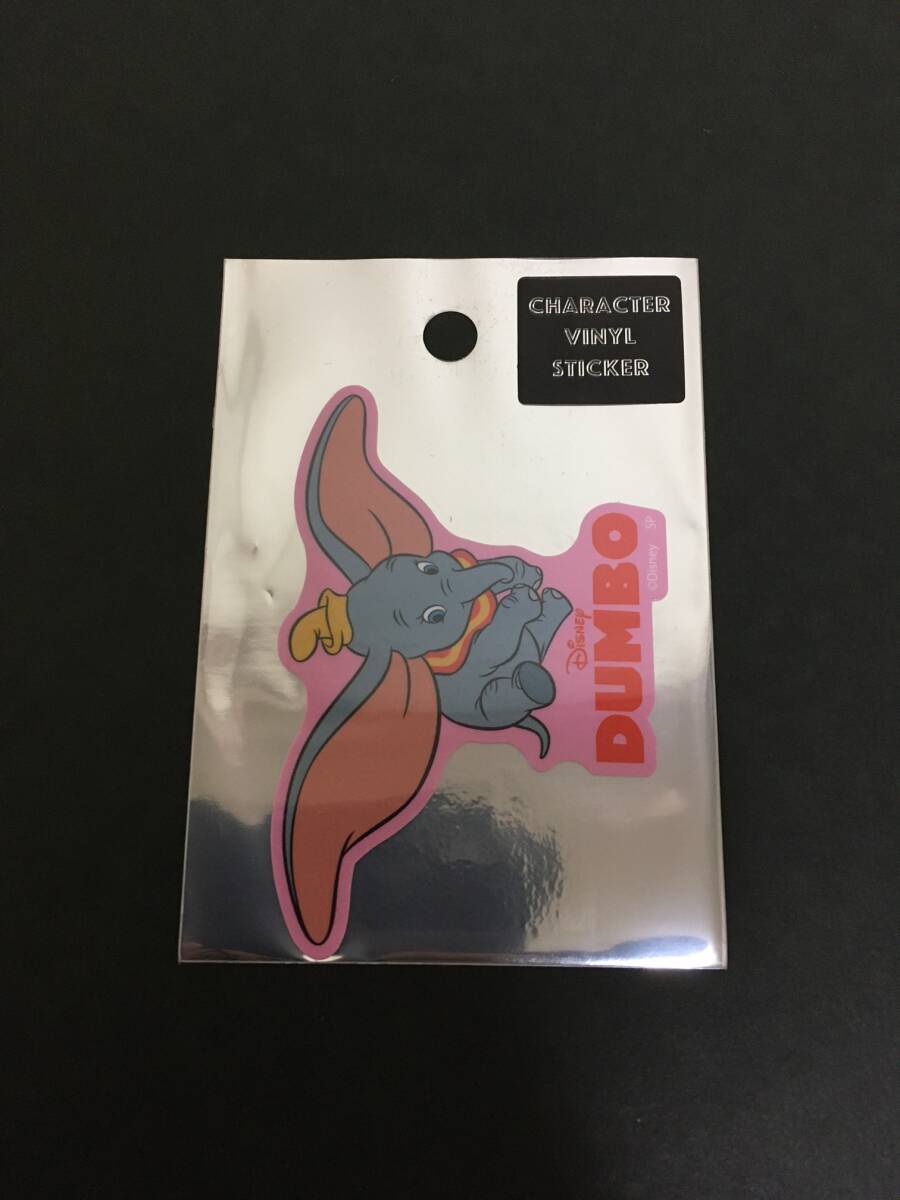 CHARACTER
VINYL
STICKER
Disney
DUMBO
©Disney SP